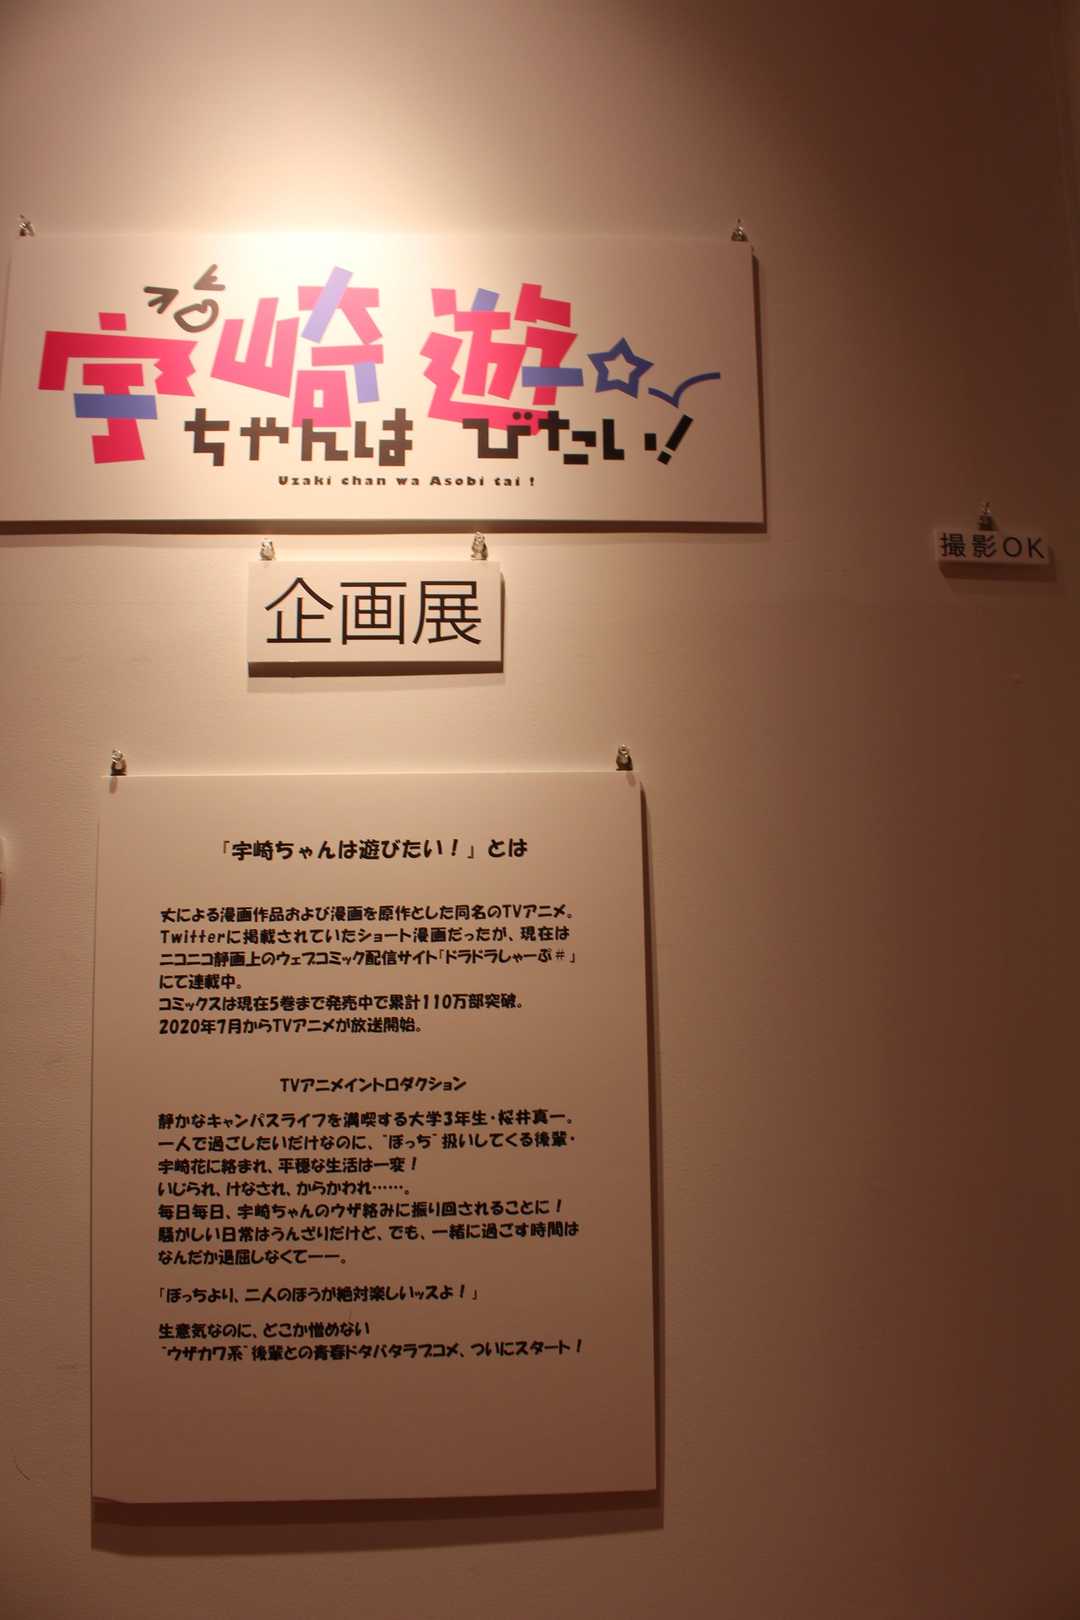 宇崎ちゃんは遊びたい!
Uzaki chan wa Asobi tai !
撮影OK
企画展
「宇崎ちゃんは遊びたい!」とは
丈による漫画作品および漫画を原作とした同名のTVアニメ。
Twitterに掲載されていたショート漫画だったが、現在は
ニコニコ静画上のウェブコミック配信サイト「ドラドラしゃーぷ#」
にて連載中。
コミックスは現在5巻まで発売中で累計110万部突破。
2020年7月からTVアニメが放送開始。
TVアニメイントロダクション
静かなキャンパスライフを満喫する大学3年生・桜井真一。
一人で過ごしたいだけなのに、"ぼっち"扱いしてくる後輩・
宇崎花に絡まれ、平穏な生活は一変!
いじられ、けなされ、からかわれ……。
毎日毎日、宇崎ちゃんのウザ絡みに振り回されることに!
騒がしい日常はうんざりだけど、でも、一緒に過ごす時間は
なんだか退屈しなくてーー。
「ぼっちより、二人のほうが絶対楽しいッスよ!」
生意気なのに、どこか憎めない
"ウザカワ系"後輩との青春ドタバタラブコメ、ついにスタート!